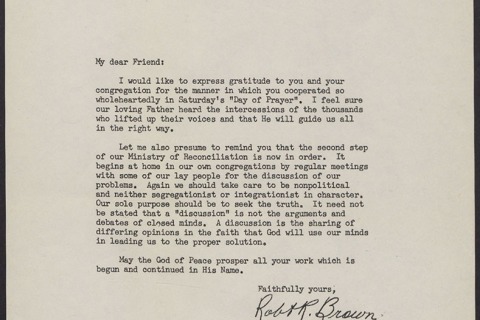 My dear Friend:
I would like to express gratitude to you and your
congregation for the manner in which you cooperated so
wholeheartedly in Saturday's "Day of Prayer". I feel sure
our loving Father heard the intercessions of the thousands
who lifted up their voices and that He will guide us all
in the right way.
Let me also presume to remind you that the second step
of our Ministry of Reconciliation is now in order. It
begins at home in our own congregations by regular meetings
with some of our lay people for the discussion of our
problems. Again we should take care to be nonpolitical
and neither segregationist or integrationist in character.
Our sole purpose should be to seek the truth. It need not
be stated that a "discussion" is not the arguments and
debates of closed minds. A discussion is the sharing of
differing opinions in the faith that God will use our minds
in leading us to the proper solution.
May the God of Peace prosper all your work which is
begun and continued in His Name.
Faithfully yours,
Robt R. Brown